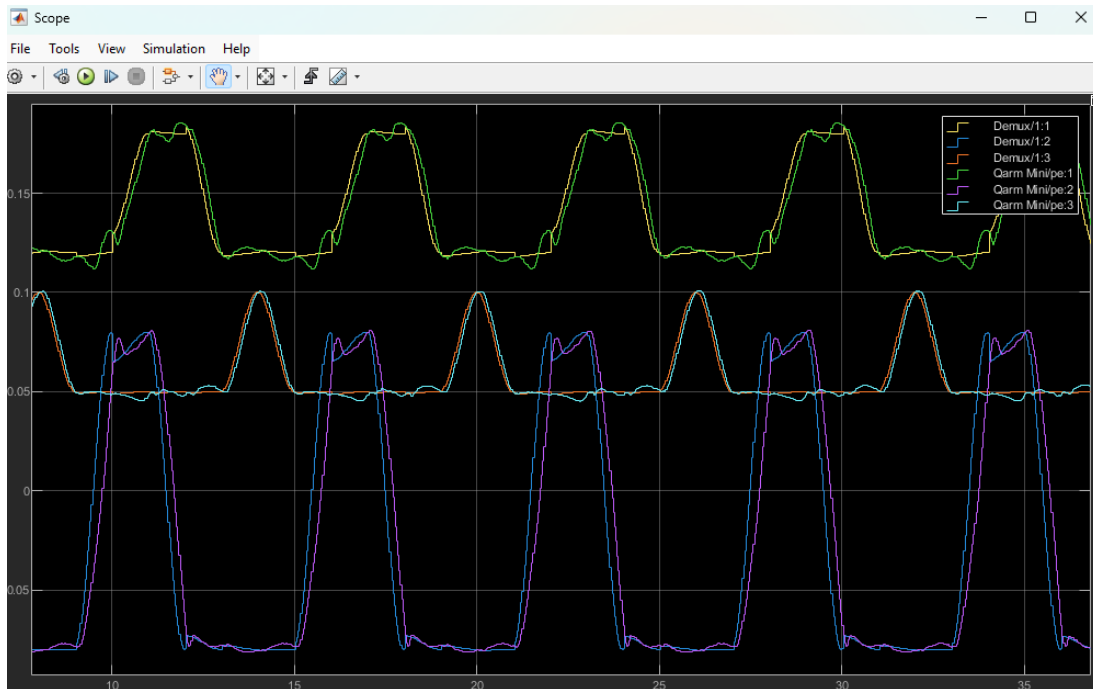 Scope
File Tools View Simulation Help
Demux/1:1
Demux/1:2
Demux/1:3
Qarm Mini/pe:1
Qarm Mini/pe:2
Qarm Mini/pe:3
0.15
0.1
0.05
0
0.05
10 15 20 25 30 35